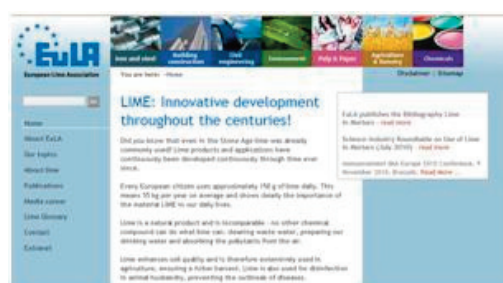 EuLA
European Lime Association
Iron and steel
Building construction
Civil engineering
Environment
Pulp & Paper
Agriculture & forestry
Chemicals
You are here: -Home
Disclaimer | Sitemap
Home
About EuLA
Our topics
About lime
Publications
Media corner
Lime Glossary
Contact
Extranet
LIME: Innovative development
throughout the centuries!
Did you know that even in the Stone Age lime was already
commonly used? Lime products and applications have
continuously been developed continuously through time ever
since.
Every European citizen uses approximately 150 g of lime daily. This
means 55 kg per year on average and shows clearly the importance of
the material LIME in our daily lives.
Lime is a natural product and is incomparable - no other chemical
compound can do what lime can: cleaning waste water, preparing our
drinking water and absorbing the pollutants from the air.
Lime enhances soil quality and is therefore extensively used in
agriculture, ensuring a richer harvest. Lime is also used for disinfection
in animal husbandry, preventing the outbreak of diseases.
EuLA publishes the Bibliography Lime
in Mortars - read more
Science-Industry Roundtable on Use of Lime
in Mortars (July 2010) - read more
Announcement Conference, 9
November 2010, Brussels. Read more ...